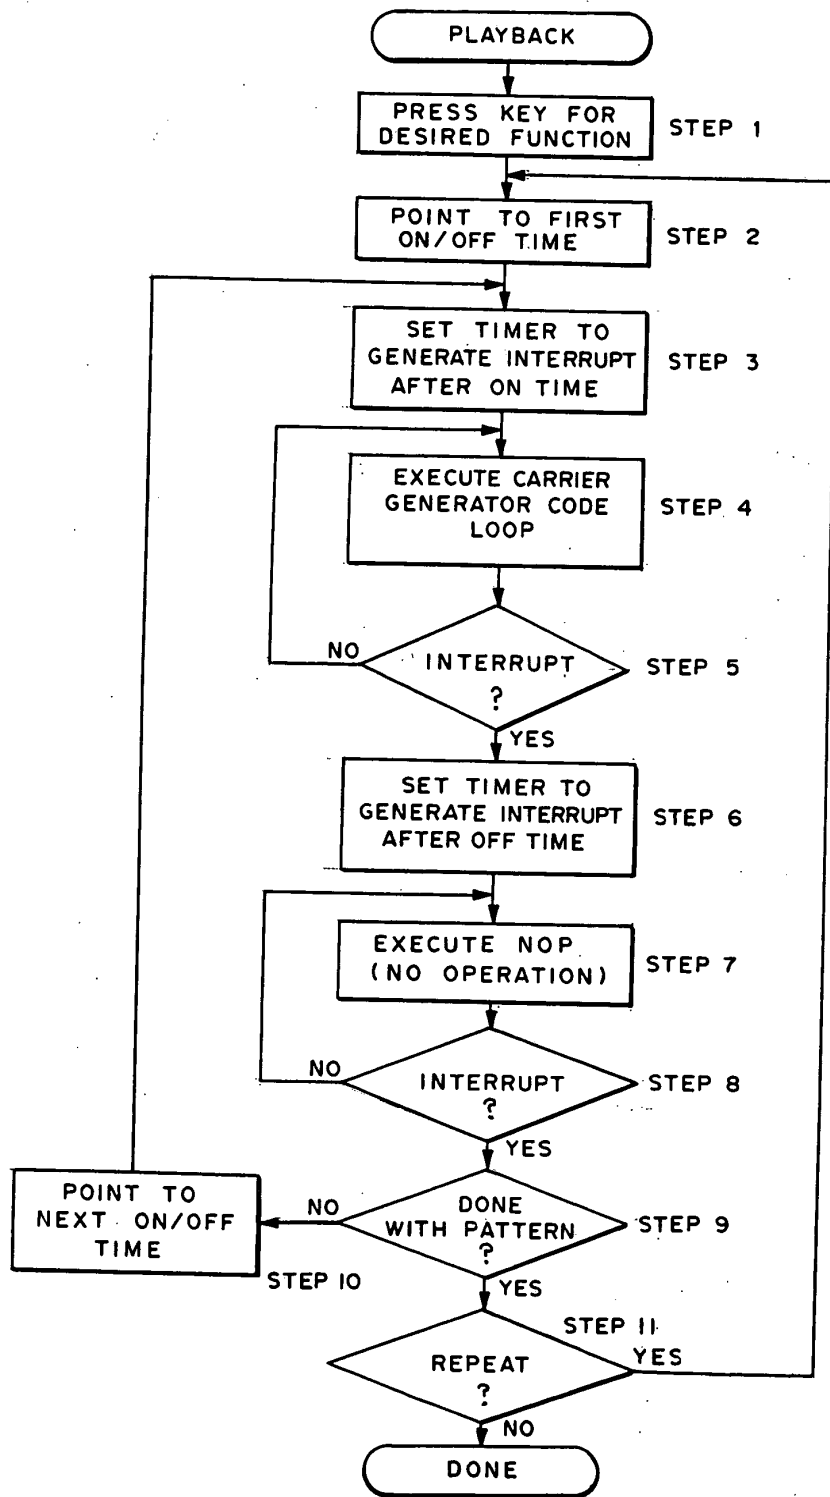 PLAYBACK
PRESS KEY FOR
DESIRED FUNCTION
STEP 1
POINT TO FIRST
ON/OFF TIME
STEP 2
SET TIMER TO
GENERATE INTERRUPT
AFTER ON TIME
STEP 3
EXECUTE CARRIER
GENERATOR CODE
LOOP
STEP 4
NO
INTERRUPT
?
STEP 5
YES
SET TIMER TO
GENERATE INTERRUPT
AFTER OFF TIME
STEP 6
EXECUTE NOP
(NO OPERATION)
STEP 7
NO
INTERRUPT
?
STEP 8
YES
POINT TO
NEXT ON/OFF
TIME
STEP 10
NO
DONE
WITH PATTERN
?
STEP 9
YES
STEP 11
REPEAT
?
YES
NO
DONE